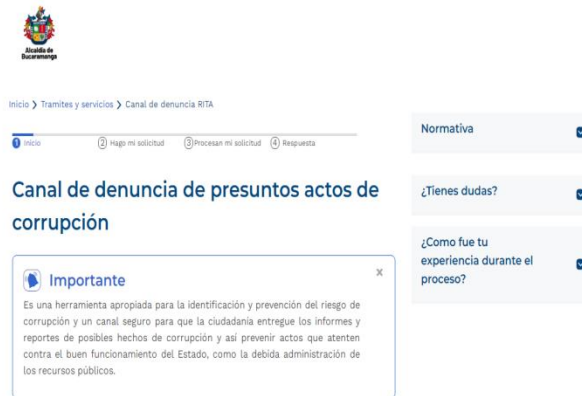 Alcaldía de
Bucaramanga
Inicio ❯ Tramites y servicios ❯ Canal de denuncia RITA
1 Inicio 2 Hago mi solicitud 3 Procesan mi solicitud 4 Respuesta
Canal de denuncia de presuntos actos de
corrupción
Importante x
Es una herramienta apropiada para la identificación y prevención del riesgo de
corrupción y un canal seguro para que la ciudadanía entregue los informes y
reportes de posibles hechos de corrupción y así prevenir actos que atenten
contra el buen funcionamiento del Estado, como la debida administración de
los recursos públicos.
Normativa
¿Tienes dudas?
¿Como fue tu
experiencia durante el
proceso?